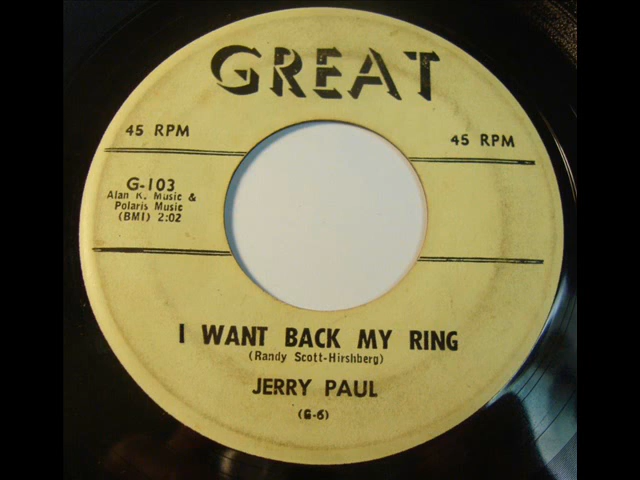 GREAT
45 RPM
45 RPM
G-103
Alan K. Music &
Polaris Music
(BMI) 2:02
I WANT BACK MY RING
(Randy Scott-Hirshberg)
JERRY PAUL
(G-6)